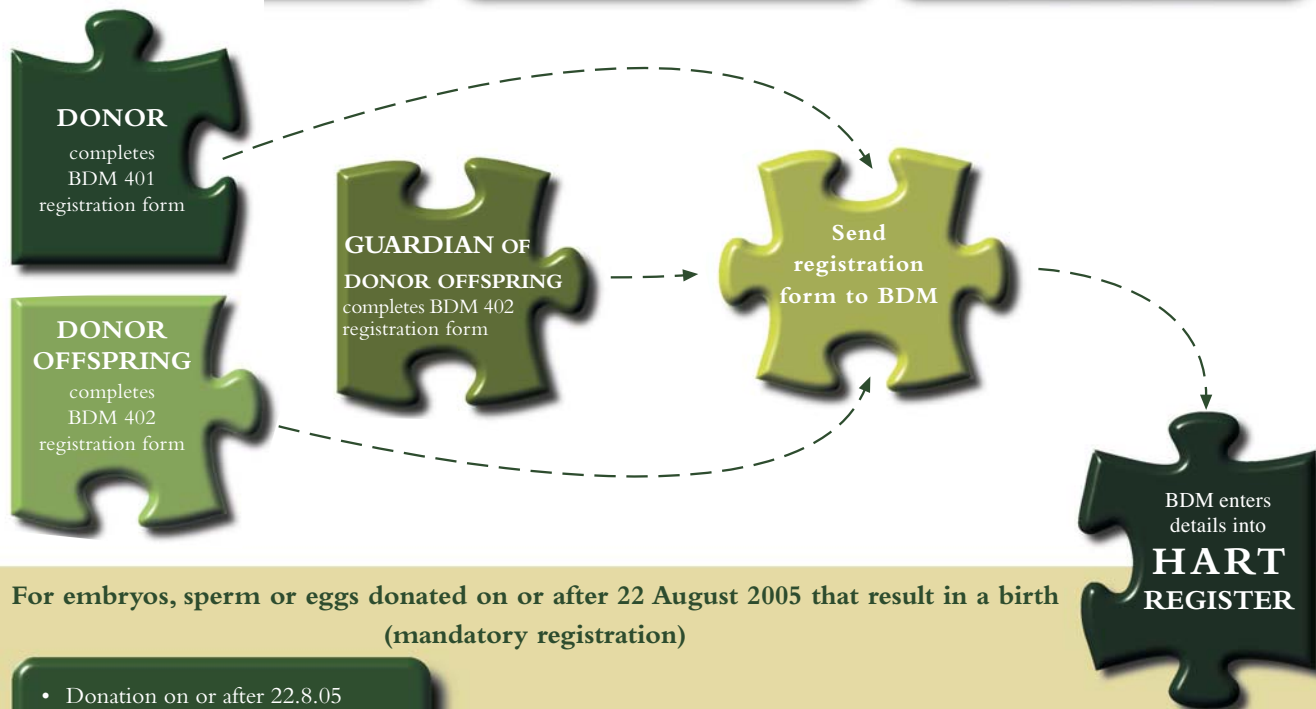 DONOR
completes
BDM 401
registration form
GUARDIAN OF
DONOR OFFSPRING
completes BDM 402
registration form
Send
registration
form to BDM
DONOR
OFFSPRING
completes
BDM 402
registration form
BDM enters
details into
HART
REGISTER
For embryos, sperm or eggs donated on or after 22 August 2005 that result in a birth
(mandatory registration)
• Donation on or after 22.8.05